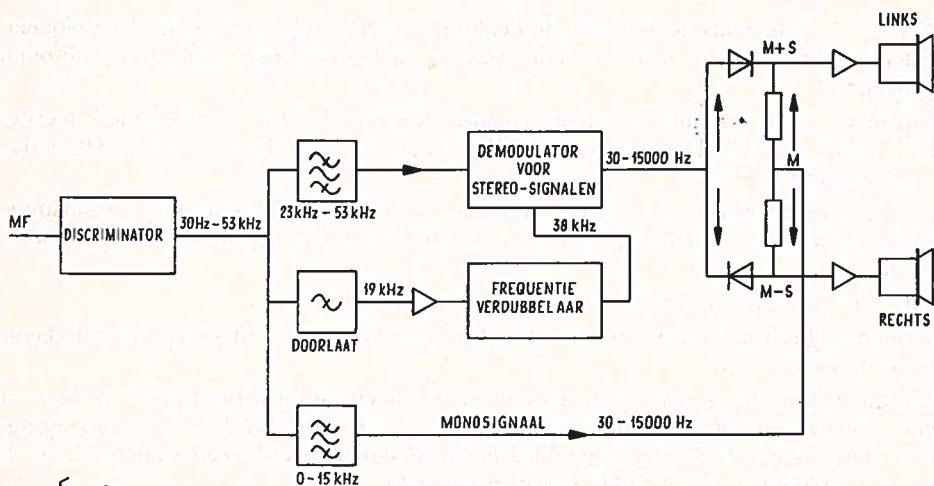 LINKS
M+S
30-15000 Hz
DEMODULATOR
VOOR
STEREO-SIGNALEN
M
23kHz-53kHz
MF
DISCRIMINATOR
30Hz-53kHz
38 kHz
M-S
19 kHz
FREQUENTIE
VERDUBBELAAR
RECHTS
DOORLAAT
MONOSIGNAAL
30-15000 Hz
0-15 kHz